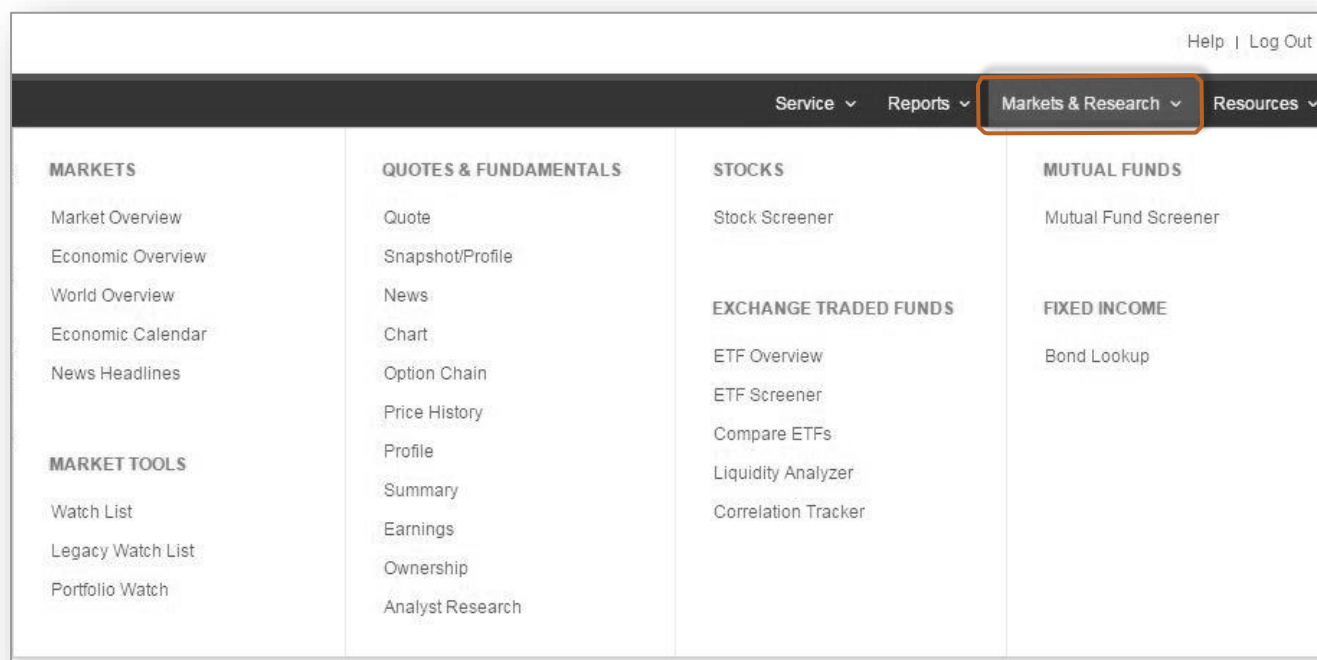 Help | Log Out
Service Reports Markets & Research Resources
MARKETS
Market Overview
Economic Overview
World Overview
Economic Calendar
News Headlines
MARKET TOOLS
Watch List
Legacy Watch List
Portfolio Watch
QUOTES & FUNDAMENTALS
Quote
Snapshot/Profile
News
Chart
Option Chain
Price History
Profile
Summary
Earnings
Ownership
Analyst Research
STOCKS
Stock Screener
EXCHANGE TRADED FUNDS
ETF Overview
ETF Screener
Compare ETFs
Liquidity Analyzer
Correlation Tracker
MUTUAL FUNDS
Mutual Fund Screener
FIXED INCOME
Bond Lookup